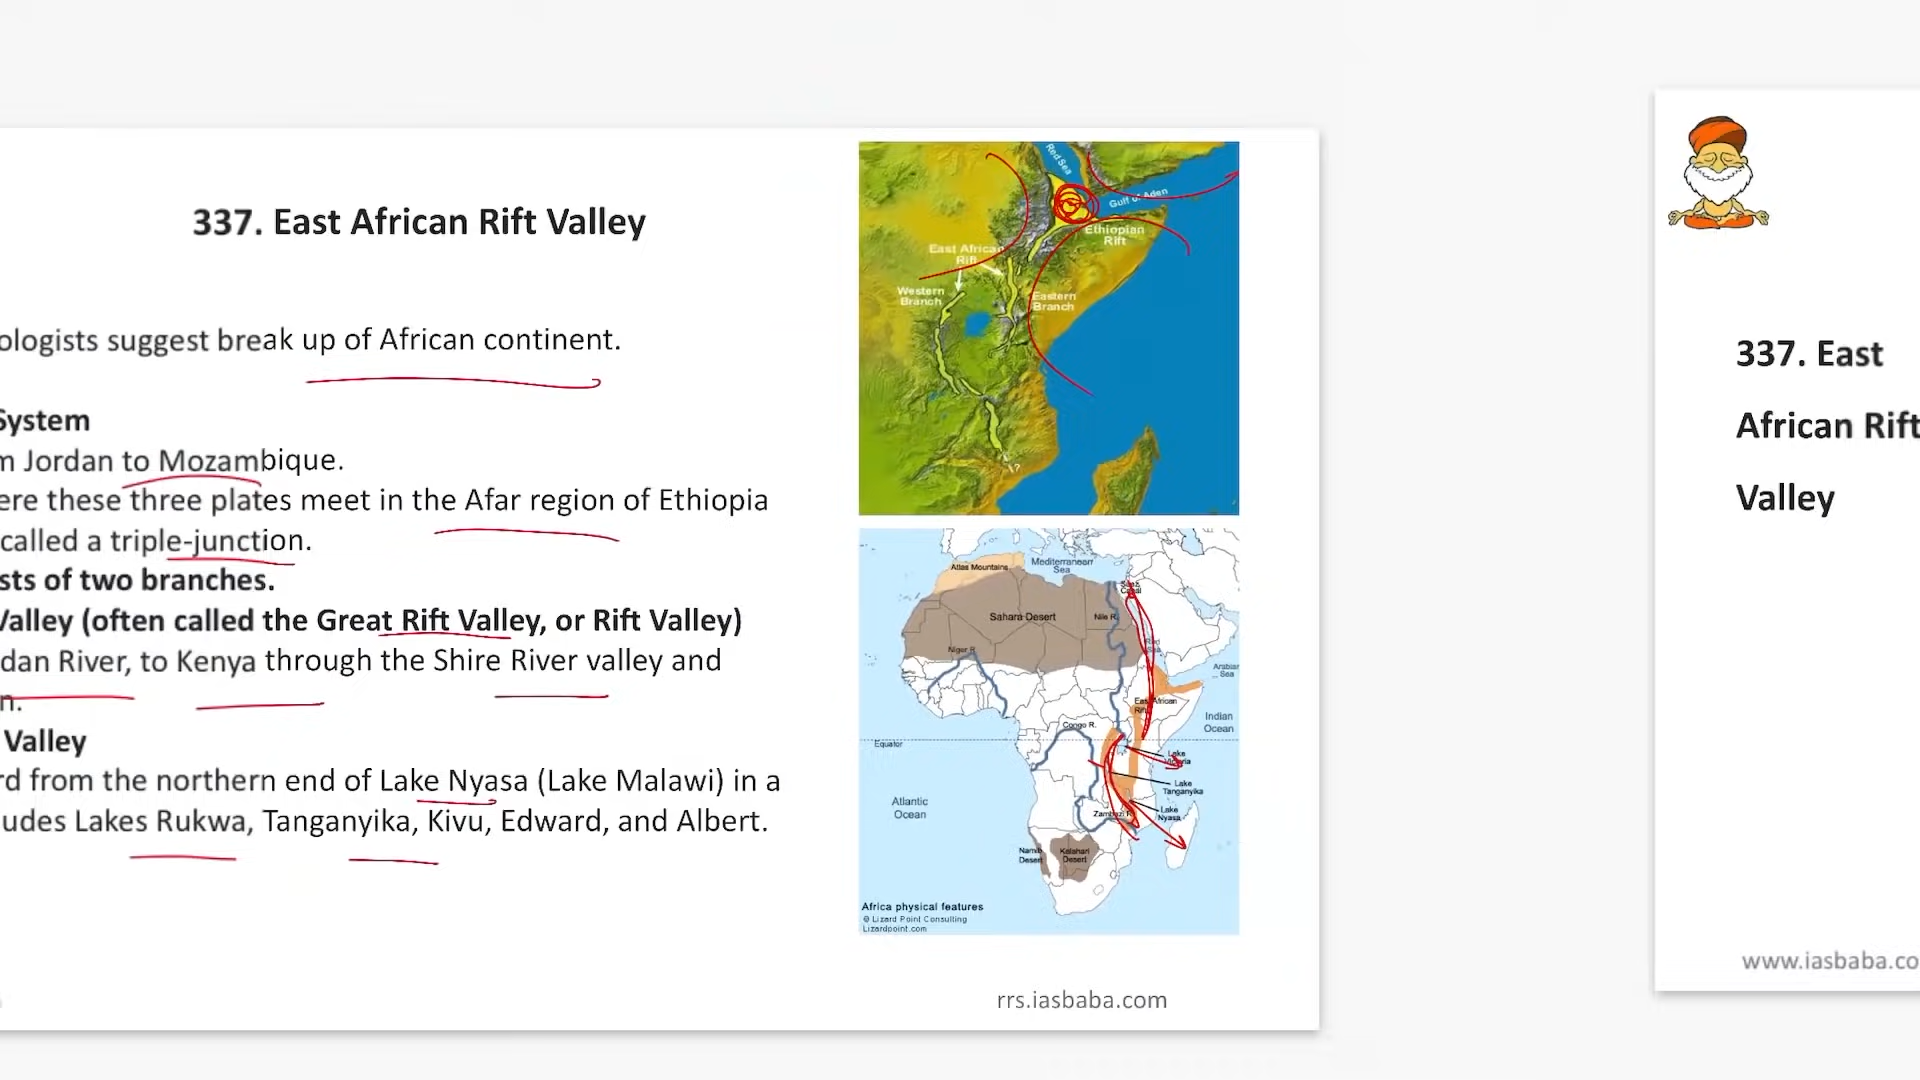 337. East African Rift Valley
ologists suggest break up of African continent.
System
m Jordan to Mozambique.
ere these three plates meet in the Afar region of Ethiopia
called a triple-junction.
sts of two branches.
Valley (often called the Great Rift Valley, or Rift Valley)
dan River, to Kenya through the Shire River valley and
n.
Valley
rd from the northern end of Lake Nyasa (Lake Malawi) in a
udes Lakes Rukwa, Tanganyika, Kivu, Edward, and Albert.
Red Sea
Gulf of Aden
Ethiopian
Rift
East African
Rift
Western
Branch
Eastern
Branch
?
Atlas Mountains
Mediterranean
Sea
Suez
Canal
Sahara Desert
Nile R.
Red
Sea
Niger R.
Arabian
Sea
East African
Rift
Indian
Ocean
Congo R.
Equator
Lake
Victoria
Lake
Tanganyika
Atlantic
Ocean
Lake
Nyasa
Zambezi R.
Namib
Desert
Kalahari
Desert
Africa physical features
© Lizard Point Consulting
Lizardpoint.com
rrs.iasbaba.com
337. East
African Rift
Valley
www.iasbaba.co